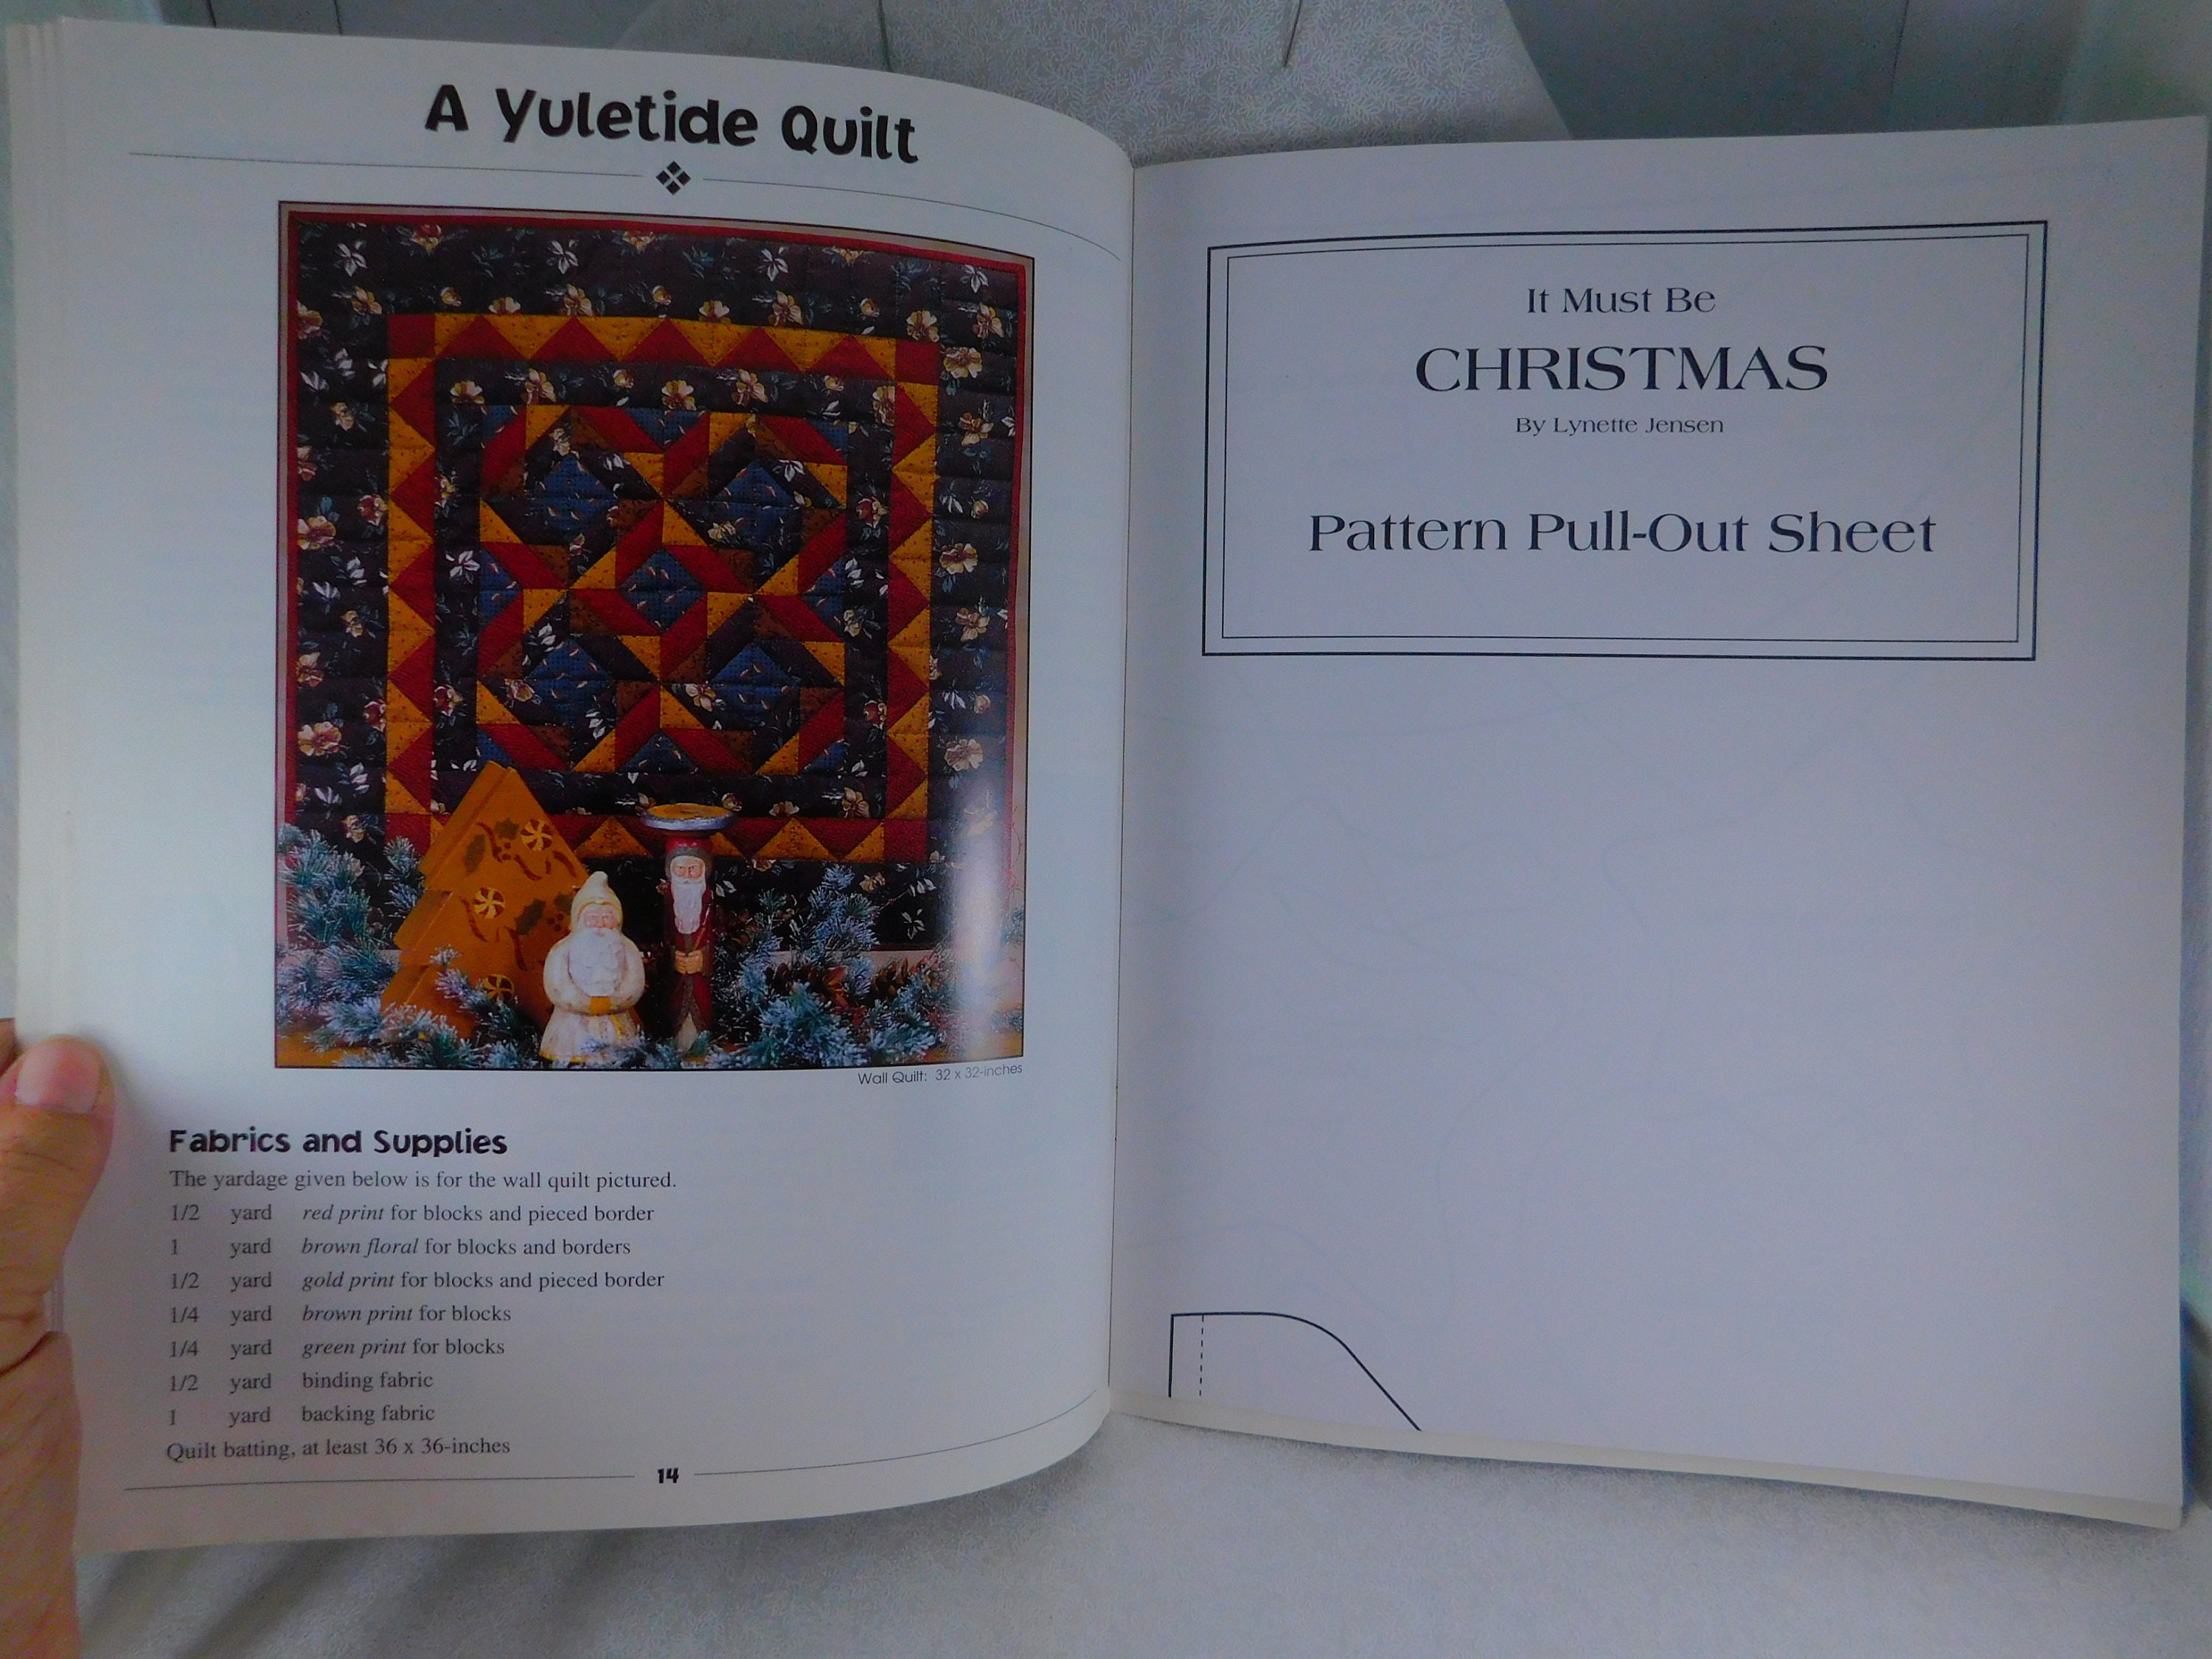 A Yuletide Quilt
Wall Quilt: 32 x 32-inches
Fabrics and Supplies
The yardage given below is for the wall quilt pictured.
1/2 yard red print for blocks and pieced border
1 yard brown floral for blocks and borders
1/2 yard gold print for blocks and pieced border
1/4 yard brown print for blocks
1/4 yard green print for blocks
1/2 yard binding fabric
1 yard backing fabric
Quilt batting, at least 36 x 36-inches
14
It Must Be
CHRISTMAS
By Lynette Jensen
Pattern Pull-Out Sheet